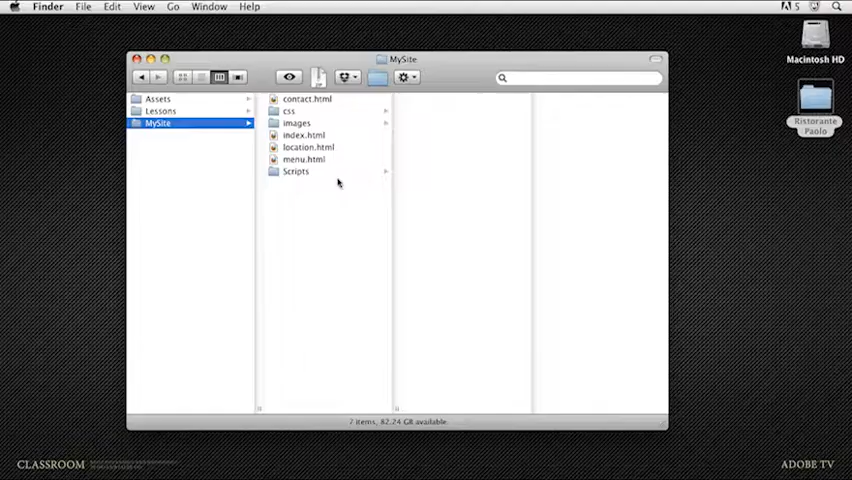 Finder File Edit View Go Window Help
5
MySite
Macintosh HD
Ristorante
Paolo
Assets
Lessons
MySite
contact.html
css
images
index.html
location.html
menu.html
Scripts
7 items, 82.24 GB available
CLASSROOM
ADOBE TV